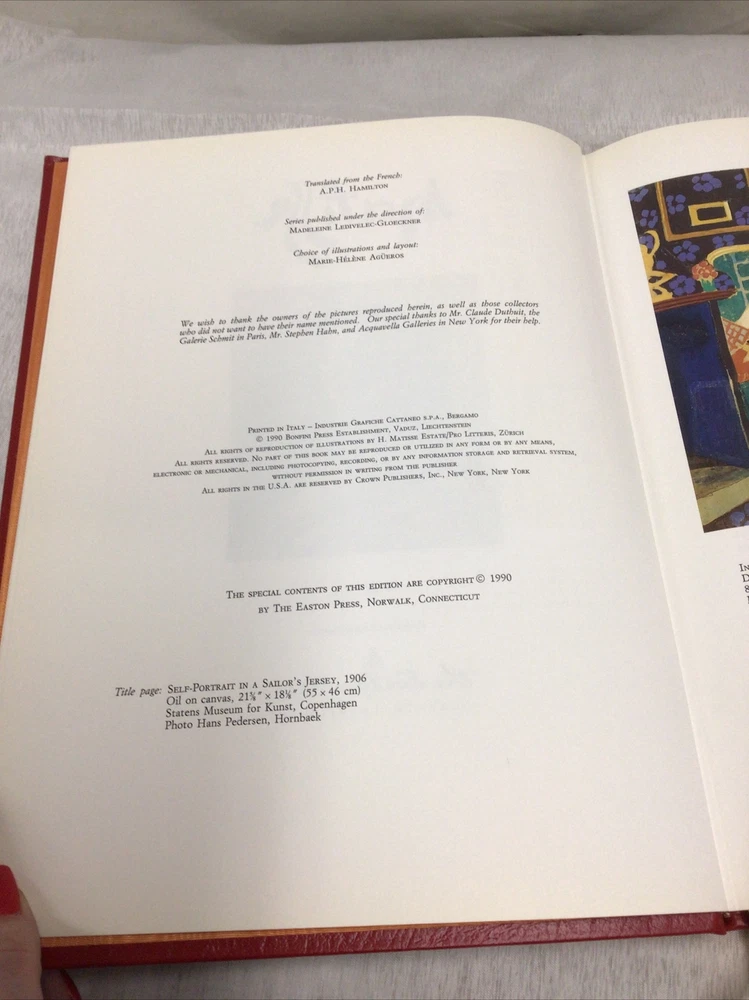 Translated from the French:
A.P.H. Hamilton
Series published under the direction of:
Madeleine Ledivelec-Gloeckner
Choice of illustrations and layout:
Marie-Hélène Agüeros
We wish to thank the owners of the pictures reproduced herein, as well as those collectors
who did not want to have their name mentioned. Our special thanks to Mr. Claude Duthuit, the
Galerie Schmit in Paris, Mr. Stephen Hahn, and Acquavella Galleries in New York for their help.
Printed in Italy – Industrie Grafiche Cattaneo s.p.a., Bergamo
© 1990 Bonfini Press Establishment, Vaduz, Liechtenstein
All rights of reproduction of illustrations by H. Matisse Estate/Pro Litteris, Zürich
All rights reserved. No part of this book may be reproduced or utilized in any form or by any means,
electronic or mechanical, including photocopying, recording, or by any information storage and retrieval system,
without permission in writing from the publisher
All rights in the U.S.A. are reserved by Crown Publishers, Inc., New York, New York
The special contents of this edition are copyright © 1990
by The Easton Press, Norwalk, Connecticut
Title page: Self-Portrait in a Sailor's Jersey, 1906
Oil on canvas, 21⅝" × 18⅛" (55 × 46 cm)
Statens Museum for Kunst, Copenhagen
Photo Hans Pedersen, Hornbaek